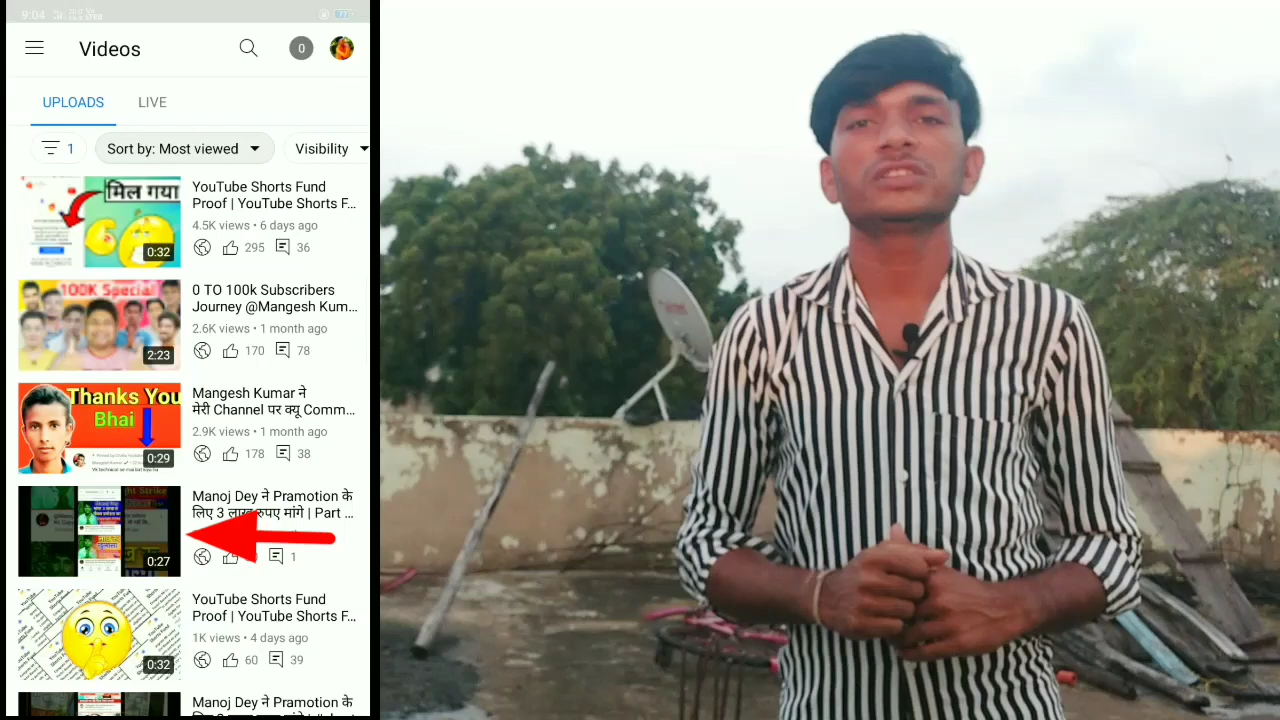 9:04
77
Videos
0
UPLOADS
LIVE
1
Sort by: Most viewed
Visibility
मिल गया
0:32
YouTube Shorts Fund
Proof | YouTube Shorts F...
4.5K views • 6 days ago
295
36
100K Special
2:23
0 TO 100k Subscribers
Journey @Mangesh Kum...
2.6K views • 1 month ago
170
78
Thanks You
Bhai
0:29
Mangesh Kumar ने
मेरी Channel पर क्यू Comm...
2.9K views • 1 month ago
178
38
0:27
Manoj Dey ने Pramotion के
लिए 3 लाख रुपए मांगे | Part ...
1
0:32
YouTube Shorts Fund
Proof | YouTube Shorts F...
1K views • 4 days ago
60
39
Manoj Dey ने Pramotion के